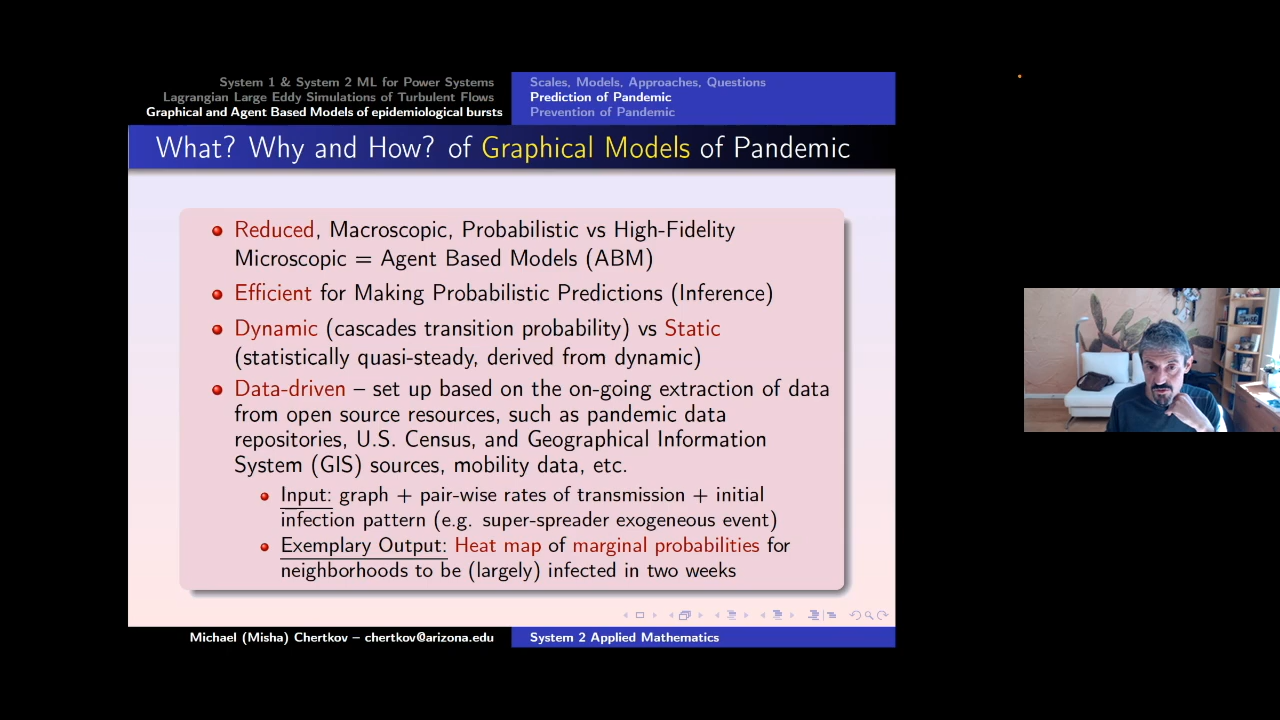 System 1 & System 2 ML for Power Systems
Lagrangian Large Eddy Simulations of Turbulent Flows
Graphical and Agent Based Models of epidemiological bursts
Scales, Models, Approaches, Questions
Prediction of Pandemic
Prevention of Pandemic
What? Why and How? of Graphical Models of Pandemic
Reduced, Macroscopic, Probabilistic vs High-Fidelity
Microscopic = Agent Based Models (ABM)
Efficient for Making Probabilistic Predictions (Inference)
Dynamic (cascades transition probability) vs Static
(statistically quasi-steady, derived from dynamic)
Data-driven – set up based on the on-going extraction of data
from open source resources, such as pandemic data
repositories, U.S. Census, and Geographical Information
System (GIS) sources, mobility data, etc.
Input: graph + pair-wise rates of transmission + initial
infection pattern (e.g. super-spreader exogeneous event)
Exemplary Output: Heat map of marginal probabilities for
neighborhoods to be (largely) infected in two weeks
Michael (Misha) Chertkov – chertkov@arizona.edu
System 2 Applied Mathematics